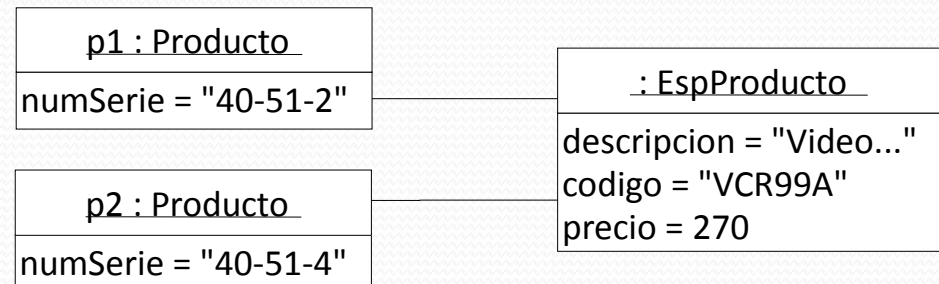 p1 : Producto
numSerie = "40-51-2"
p2 : Producto
numSerie = "40-51-4"
: EspProducto
descripcion = "Video..."
codigo = "VCR99A"
precio = 270